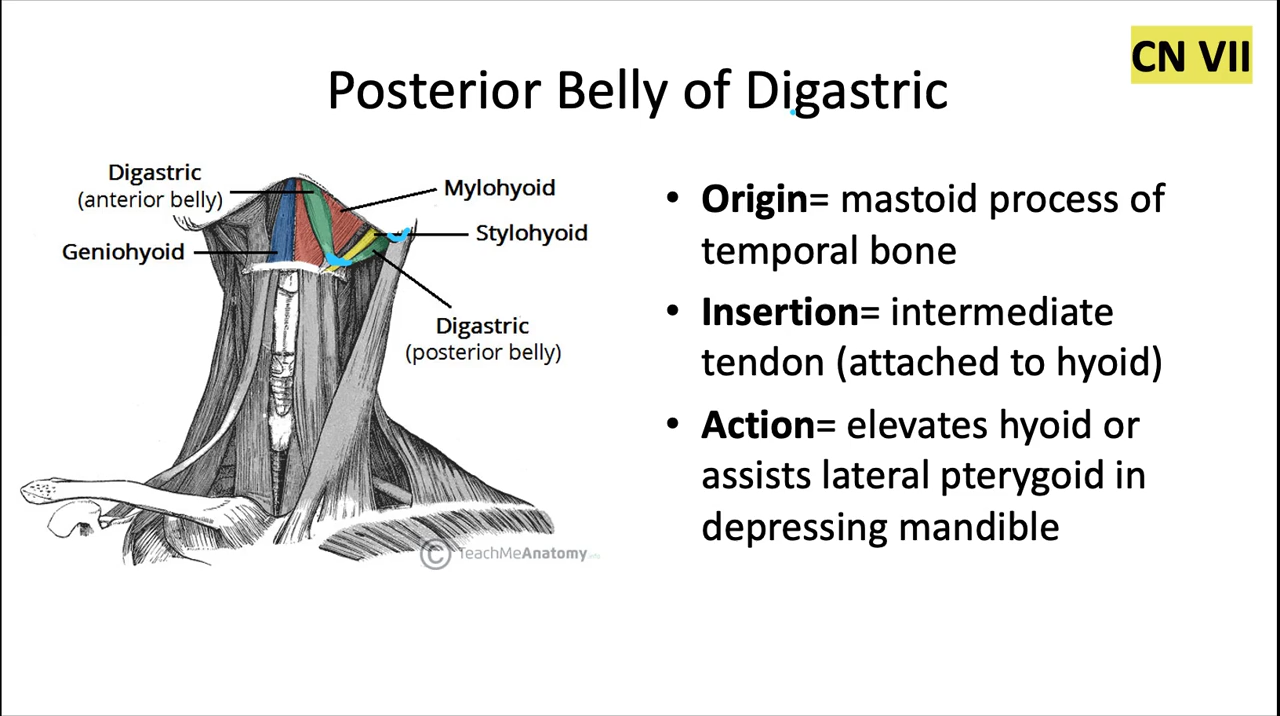 CN VII
Posterior Belly of Digastric
Digastric
(anterior belly)
Geniohyoid
Mylohyoid
Stylohyoid
Digastric
(posterior belly)
© TeachMeAnatomy.info
• Origin= mastoid process of
temporal bone
• Insertion= intermediate
tendon (attached to hyoid)
• Action= elevates hyoid or
assists lateral pterygoid in
depressing mandible